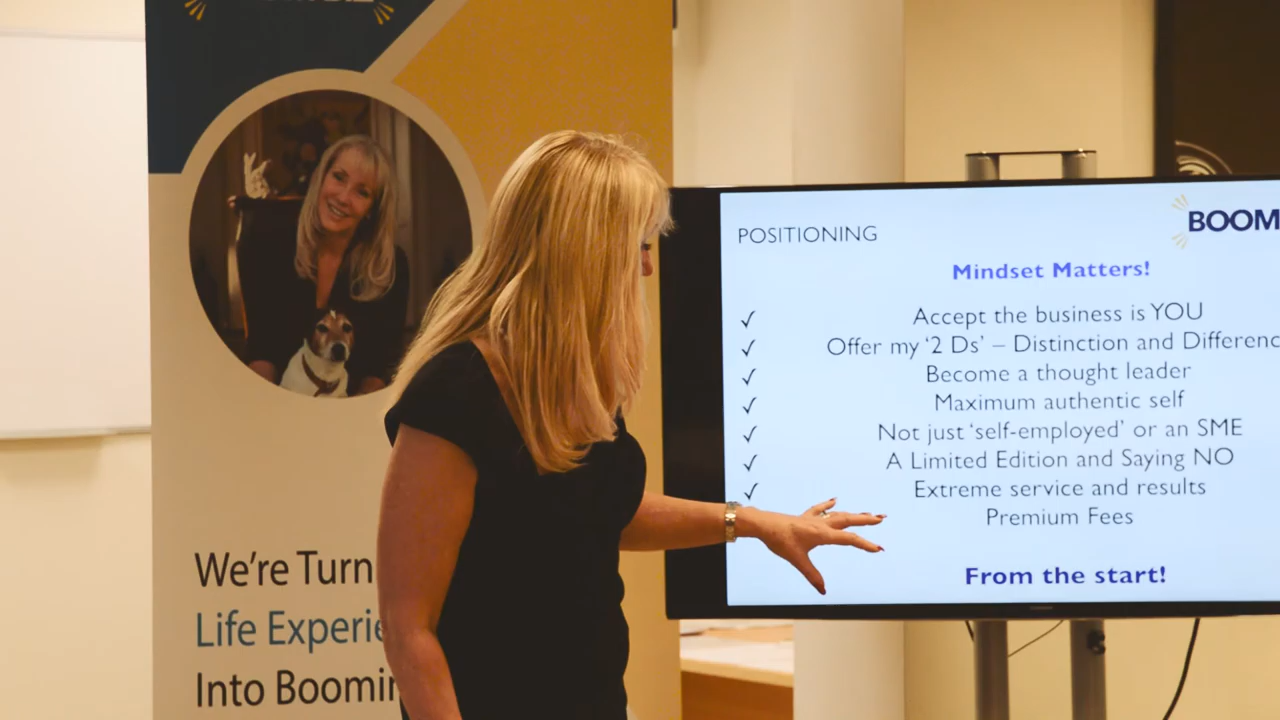 We're Turn
Life Experie
Into Boomin
POSITIONING
BOOM
Mindset Matters!
✓ Accept the business is YOU
✓ Offer my '2 Ds' – Distinction and Differenc
✓ Become a thought leader
✓ Maximum authentic self
✓ Not just 'self-employed' or an SME
✓ A Limited Edition and Saying NO
✓ Extreme service and results
Premium Fees
From the start!